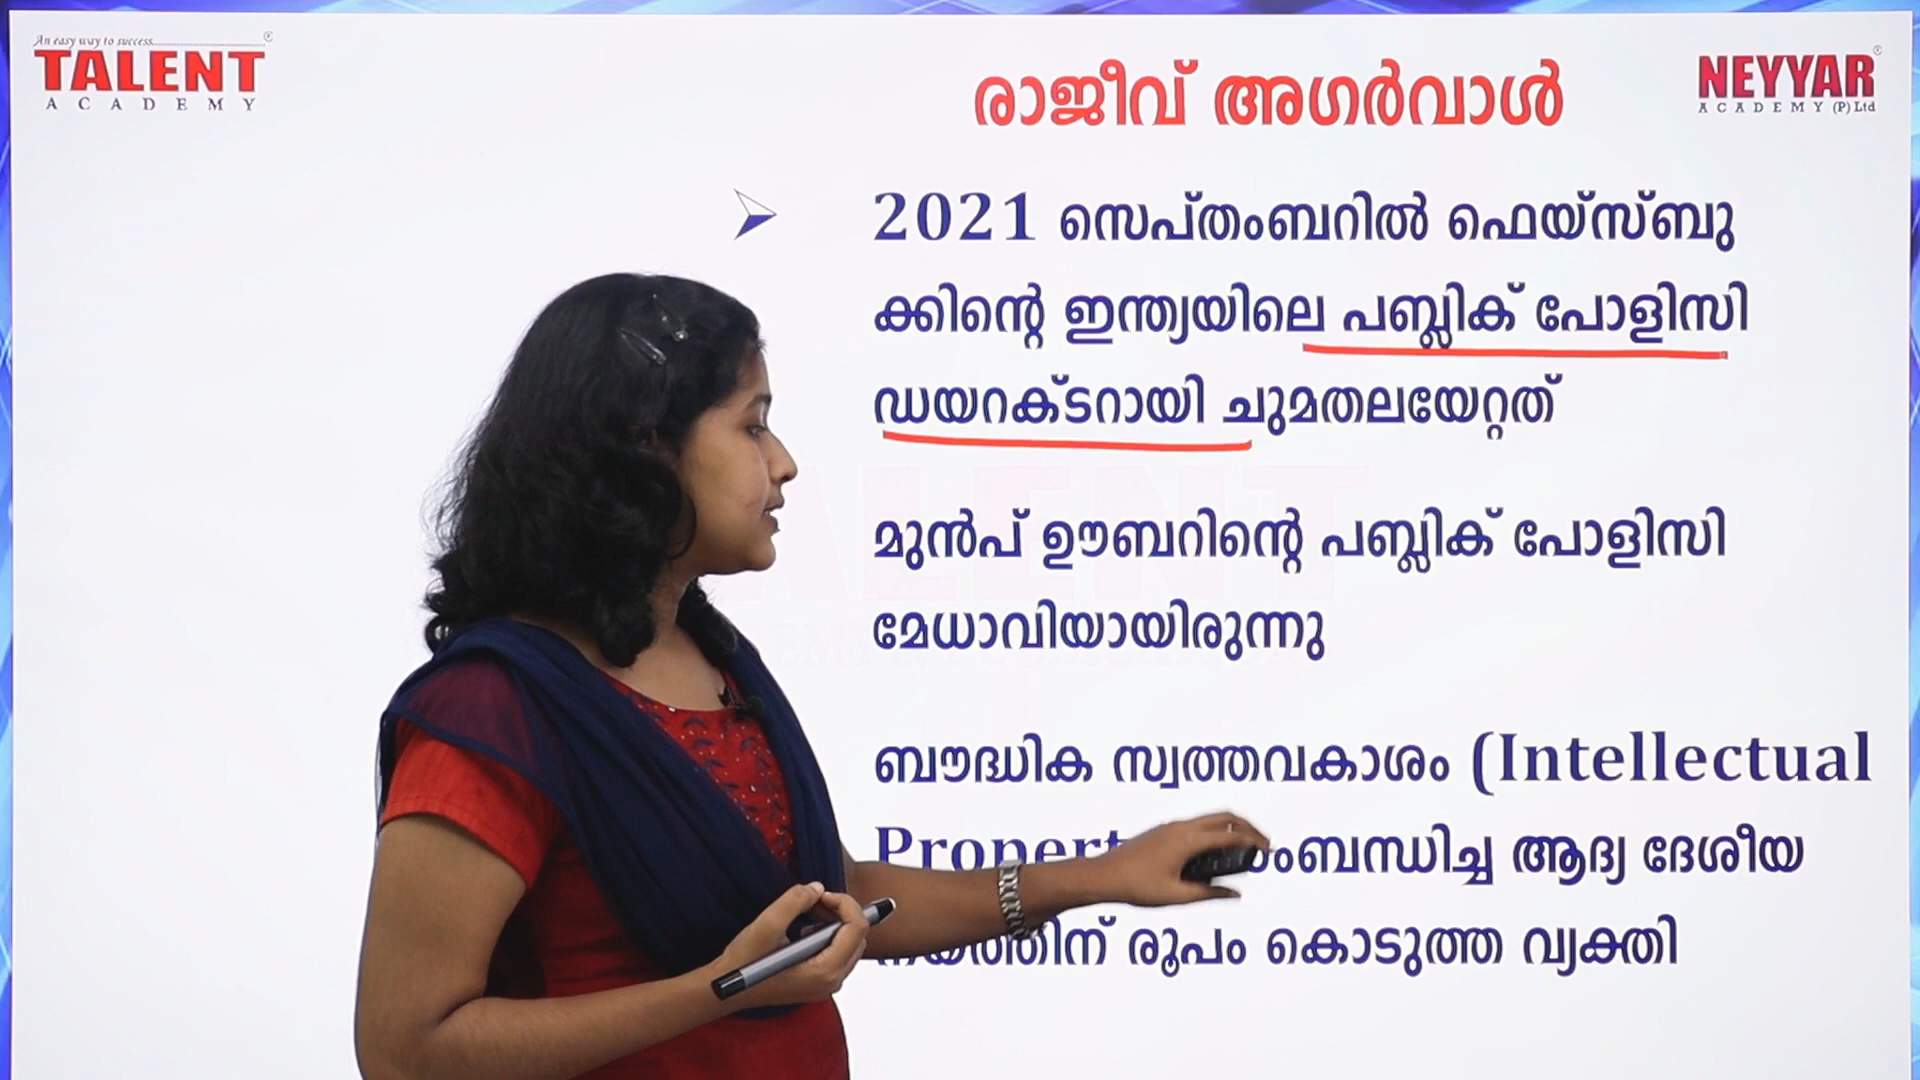 An easy way to success
TALENT
ACADEMY
NEYYAR
ACADEMY (P) Ltd
രാജീവ് അഗർവാൾ
2021 സെപ്തംബറിൽ ഫെയ്സ്ബു
ക്കിന്റെ ഇന്ത്യയിലെ പബ്ലിക് പോളിസി
ഡയറക്ടറായി ചുമതലയേറ്റത്
മുൻപ് ഊബറിന്റെ പബ്ലിക് പോളിസി
മേധാവിയായിരുന്നു
ബൗദ്ധിക സ്വത്തവകാശം (Intellectual
ആദ്യ ദേശീയ
രൂപം കൊടുത്ത വ്യക്തി